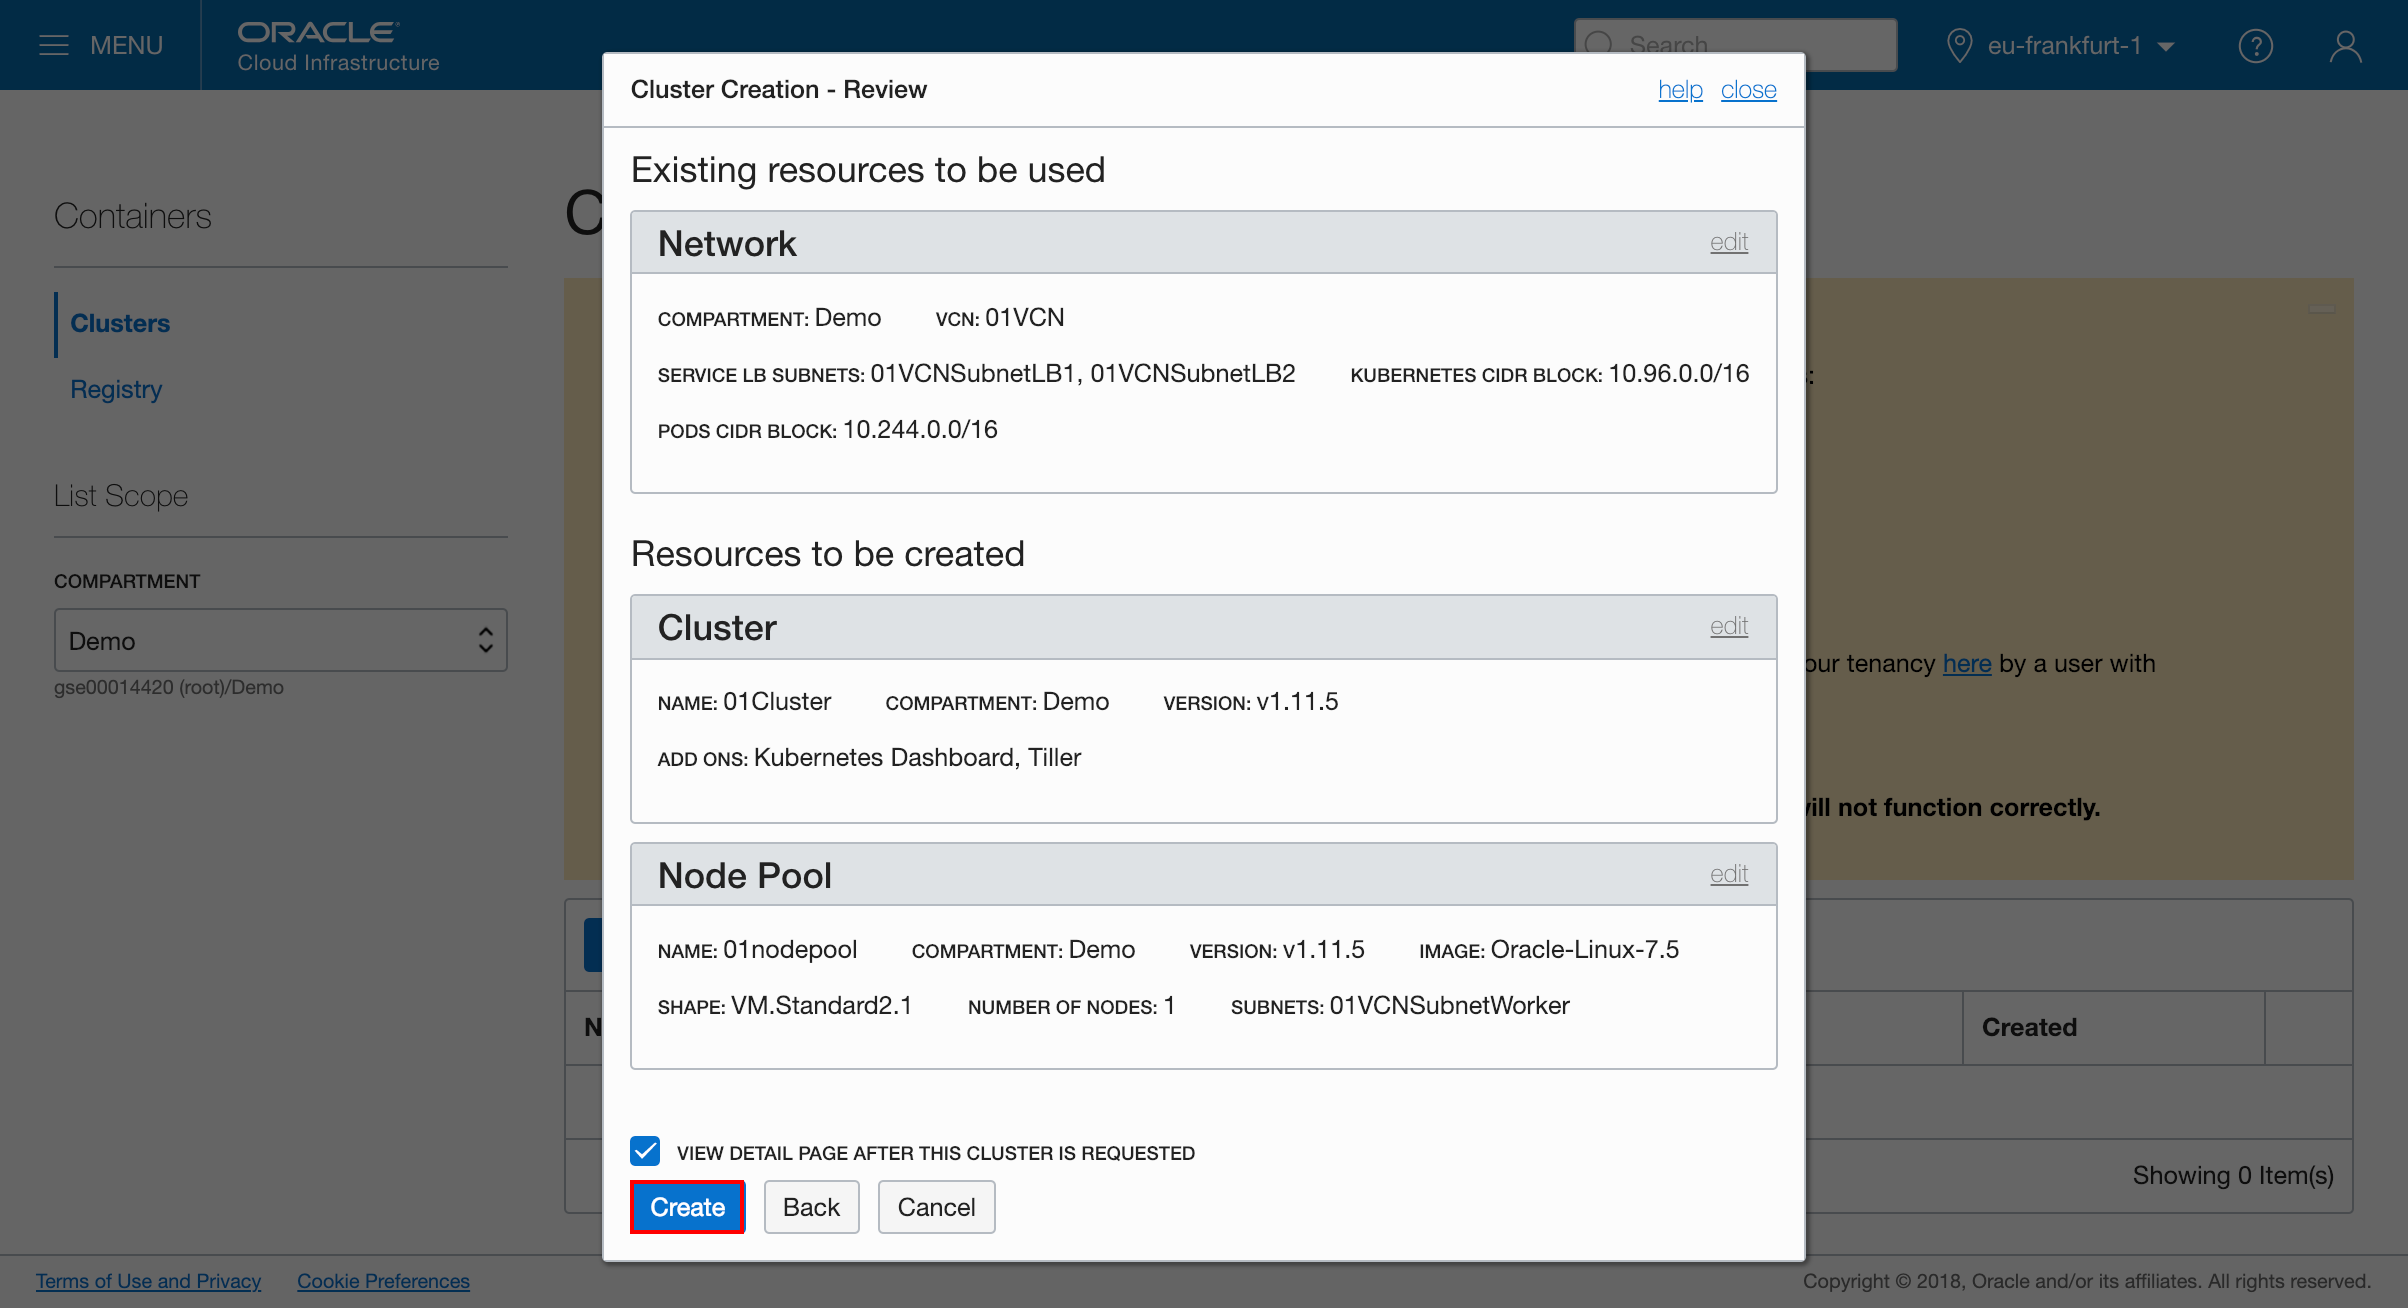 MENU
ORACLE
Cloud Infrastructure
Search
eu-frankfurt-1
Containers
Clusters
Registry
List Scope
COMPARTMENT
Demo
gse00014420 (root)/Demo
Cluster Creation - Review
help close
Existing resources to be used
Network edit
COMPARTMENT: Demo VCN: 01VCN
SERVICE LB SUBNETS: 01VCNSubnetLB1, 01VCNSubnetLB2 KUBERNETES CIDR BLOCK: 10.96.0.0/16
PODS CIDR BLOCK: 10.244.0.0/16
Resources to be created
Cluster edit
NAME: 01Cluster COMPARTMENT: Demo VERSION: v1.11.5
ADD ONS: Kubernetes Dashboard, Tiller
Node Pool edit
NAME: 01nodepool COMPARTMENT: Demo VERSION: v1.11.5 IMAGE: Oracle-Linux-7.5
SHAPE: VM.Standard2.1 NUMBER OF NODES: 1 SUBNETS: 01VCNSubnetWorker
VIEW DETAIL PAGE AFTER THIS CLUSTER IS REQUESTED
Create Back Cancel
our tenancy here by a user with
will not function correctly.
Created
Showing 0 Item(s)
Terms of Use and Privacy Cookie Preferences
Copyright © 2018, Oracle and/or its affiliates. All rights reserved.